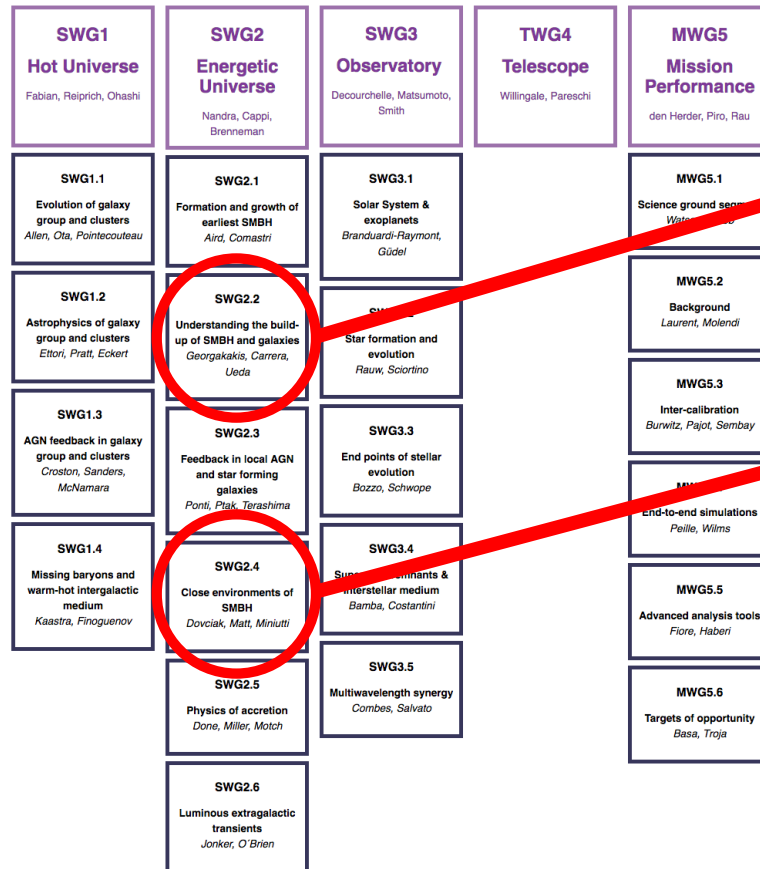 SWG1
Hot Universe
Fabian, Reiprich, Ohashi
SWG1.1
Evolution of galaxy
group and clusters
Allen, Ota, Pointecouteau
SWG1.2
Astrophysics of galaxy
group and clusters
Ettori, Pratt, Eckert
SWG1.3
AGN feedback in galaxy
group and clusters
Croston, Sanders,
McNamara
SWG1.4
Missing baryons and
warm-hot intergalactic
medium
Kaastra, Finoguenov
SWG2
Energetic
Universe
Nandra, Cappi,
Brenneman
SWG2.1
Formation and growth of
earliest SMBH
Aird, Comastri
SWG2.2
Understanding the build-
up of SMBH and galaxies
Georgakakis, Carrera,
Ueda
SWG2.3
Feedback in local AGN
and star forming
galaxies
Ponti, Ptak, Terashima
SWG2.4
Close environments of
SMBH
Dovciak, Matt, Miniutti
SWG2.5
Physics of accretion
Done, Miller, Motch
SWG2.6
Luminous extragalactic
transients
Jonker, O´Brien
SWG3
Observatory
Decourchelle, Matsumoto,
Smith
SWG3.1
Solar System &
exoplanets
Branduardi-Raymont,
Güdel
Star formation and
evolution
Rauw, Sciortino
SWG3.3
End points of stellar
evolution
Bozzo, Schwope
SWG3.4
&
interstellar medium
Bamba, Costantini
SWG3.5
Multiwavelength synergy
Combes, Salvato
TWG4
Telescope
Willingale, Pareschi
MWG5
Mission
Performance
den Herder, Piro, Rau
MWG5.1
Science ground
MWG5.2
Background
Laurent, Molendi
MWG5.3
Inter-calibration
Burwitz, Pajot, Sembay
End-to-end simulations
Peille, Wilms
MWG5.5
Advanced analysis tools
Fiore, Haberl
MWG5.6
Targets of opportunity
Basa, Troja